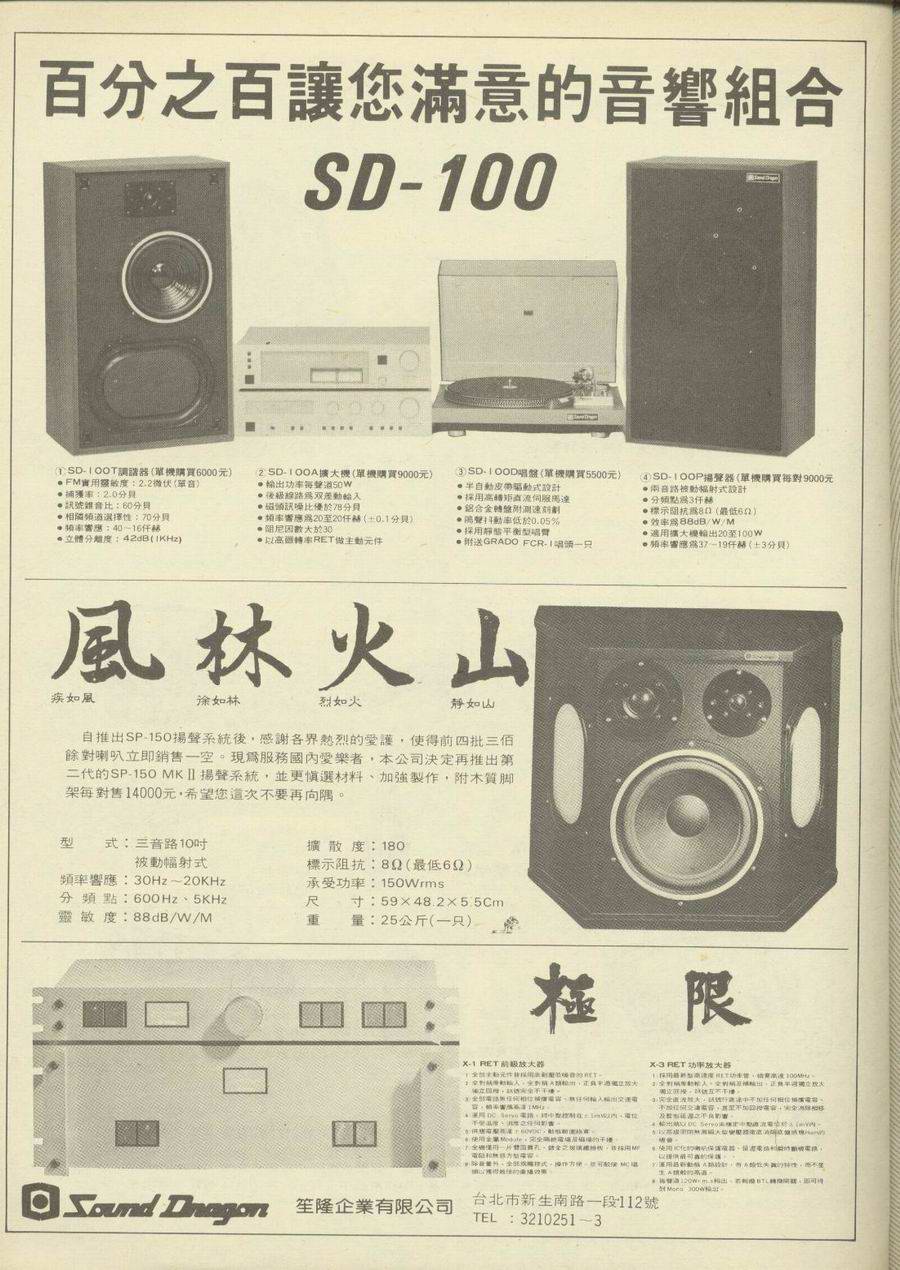 百分之百讓您滿意的音響組合
SD-100
①SD-100T調諧器(單機購買6000元)
●FM實用靈敏度：2.2微伏(單音)
●捕獲率：2.0分貝
●訊號雜音比：60分貝
●相隣頻道選擇性：70分貝
●頻率響應：40～16仟赫
●立體分離度：42dB(1KHz)
②SD-100A擴大機(單機購買9000元)
●輸出功率每聲道50W
●後級線路爲双差動輸入
●磁頭訊噪比優於78分貝
●頻率響應爲20至20仟赫(±0.1分貝)
●阻尼因數大於30
●以高廻轉率RET做主動元件
③SD-100D唱盤(單機購買5500元)
●半自動皮帶驅動式設計
●採用高轉矩直流伺服馬達
●鋁合金轉盤附測速刻劃
●隝聲抖動率低於0.05%
●採用靜態平衡型唱臂
●附送GRADO FCR-1唱頭一只
④SD-100P揚聲器(單機購買每對9000元
●兩音路被動輻射式設計
●分頻點爲3仟赫
●標示阻抗爲8Ω(最低6Ω)
●效率爲88dB/W/M
●適用擴大機輸出20至100W
●頻率響應爲37～19仟赫(±3分貝)
風林火山
疾如風 徐如林 烈如火 靜如山
自推出SP-150揚聲系統後，感謝各界熱烈的愛護，使得前四批三佰
餘對喇叭立即銷售一空。現爲服務國內愛樂者，本公司決定再推出第
二代的SP-150 MKⅡ揚聲系統，並更愼選材料、加強製作，附木質脚
架每對售14000元，希望您這次不要再向隅。
型 式：三音路10吋
被動幅射式
頻率響應：30Hz～20KHz
分頻點：600Hz、5KHz
靈敏度：88dB/W/M
擴散度：180
標示阻抗：8Ω(最低6Ω)
承受功率：150Wrms
尺 寸：59×48.2×5.5Cm
重 量：25公斤(一只)
極限
X-1 RET 前級放大器
X-3 RET 功率放大器
Sound Dragon
笙隆企業有限公司
台北市新生南路一段112號
TEL：3210251～3